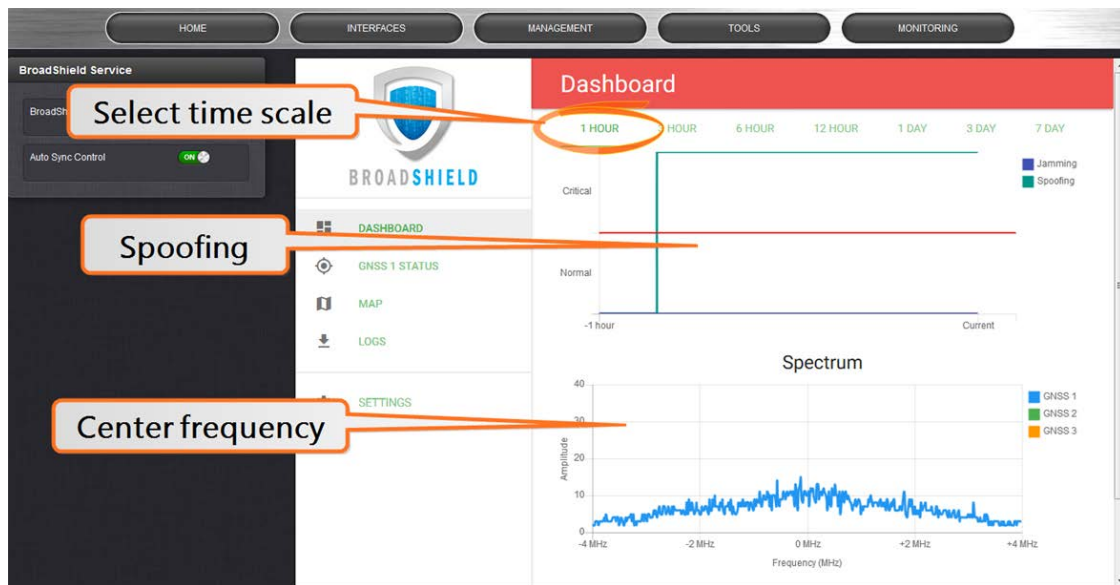 HOME
INTERFACES
MANAGEMENT
TOOLS
MONITORING
BroadShield Service
BroadSh
Auto Sync Control
ON
Select time scale
BROADSHIELD
DASHBOARD
Spoofing
GNSS 1 STATUS
MAP
LOGS
SETTINGS
Center frequency
Dashboard
1 HOUR
HOUR
6 HOUR
12 HOUR
1 DAY
3 DAY
7 DAY
Jamming
Spoofing
Critical
Normal
-1 hour
Current
Spectrum
GNSS 1
GNSS 2
GNSS 3
40
30
20
10
0
Amplitude
-4 MHz
-2 MHz
0 MHz
+2 MHz
+4 MHz
Frequency (MHz)